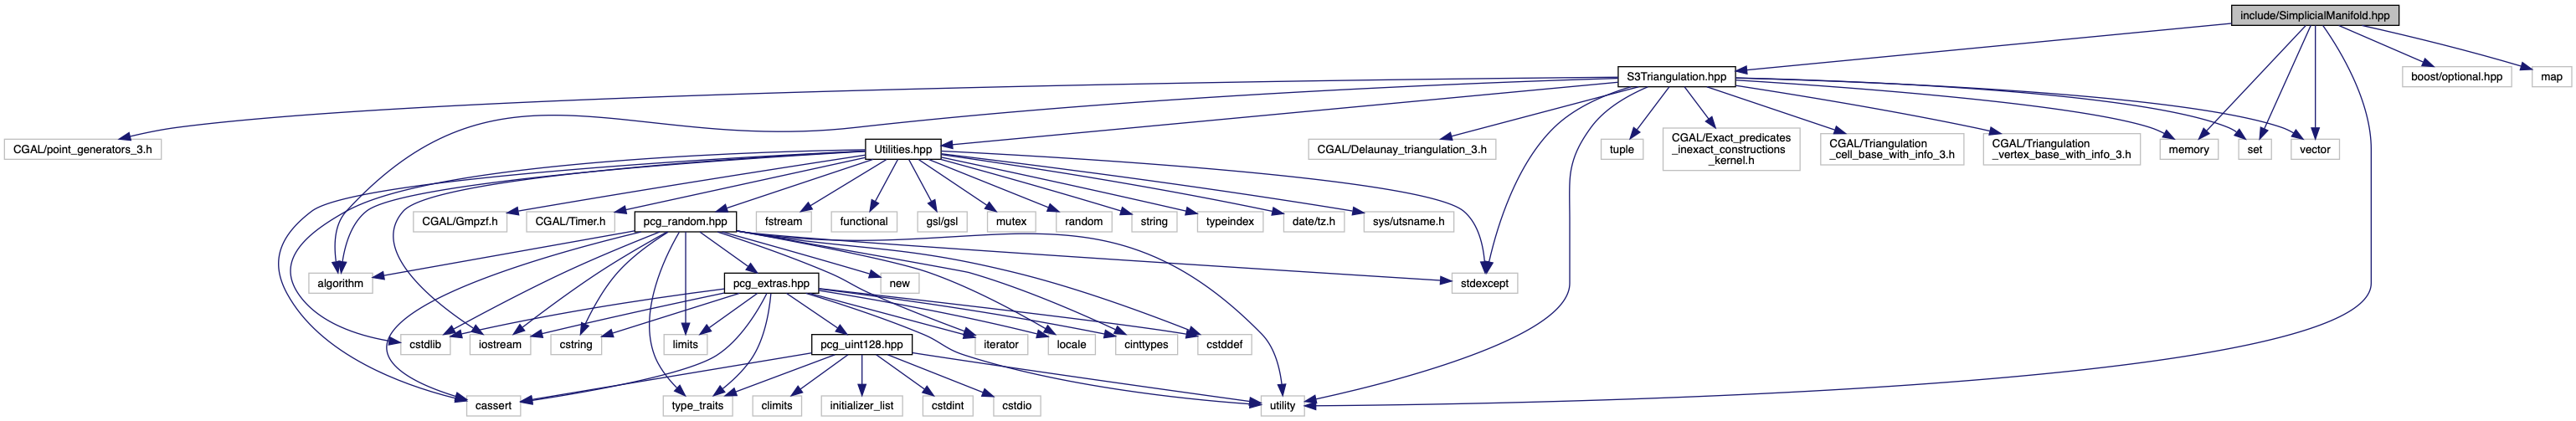 include/SimplicialManifold.hpp
S3Triangulation.hpp
boost/optional.hpp
map
CGAL/point_generators_3.h
Utilities.hpp
CGAL/Delaunay_triangulation_3.h
tuple
CGAL/Exact_predicates
_inexact_constructions
_kernel.h
CGAL/Triangulation
_cell_base_with_info_3.h
CGAL/Triangulation
_vertex_base_with_info_3.h
memory
set
vector
CGAL/Gmpzf.h
CGAL/Timer.h
pcg_random.hpp
fstream
functional
gsl/gsl
mutex
random
string
typeindex
date/tz.h
sys/utsname.h
algorithm
pcg_extras.hpp
new
stdexcept
cstdlib
iostream
cstring
limits
pcg_uint128.hpp
iterator
locale
cinttypes
cstddef
cassert
type_traits
climits
initializer_list
cstdint
cstdio
utility